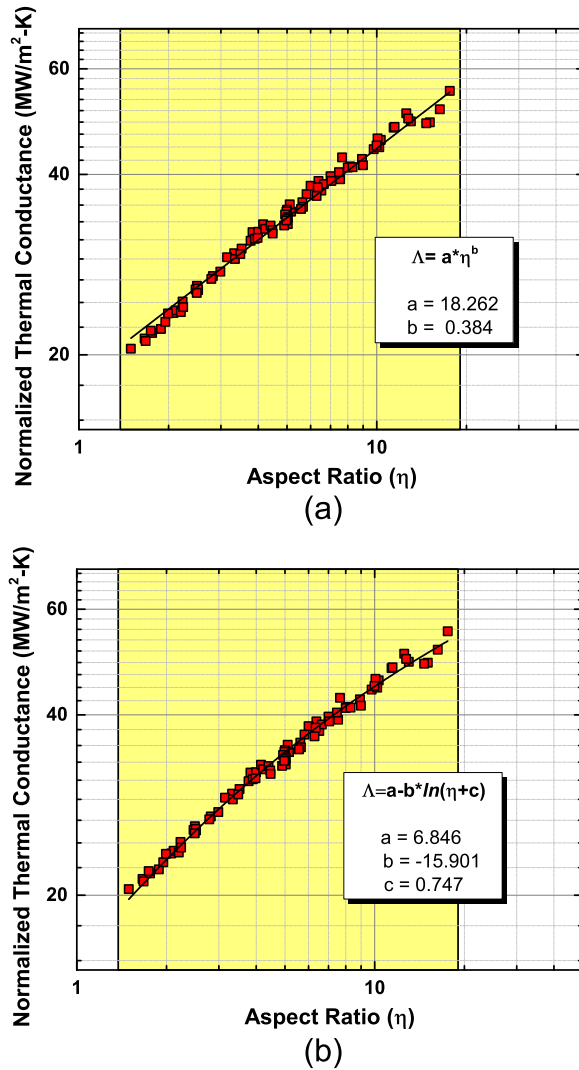 Normalized Thermal Conductance (MW/m²-K)
60
40
20
Λ= a*η^b
a = 18.262
b = 0.384
1
10
Aspect Ratio (η)
(a)
Normalized Thermal Conductance (MW/m²-K)
60
40
20
Λ=a-b*ln(η+c)
a = 6.846
b = -15.901
c = 0.747
1
10
Aspect Ratio (η)
(b)